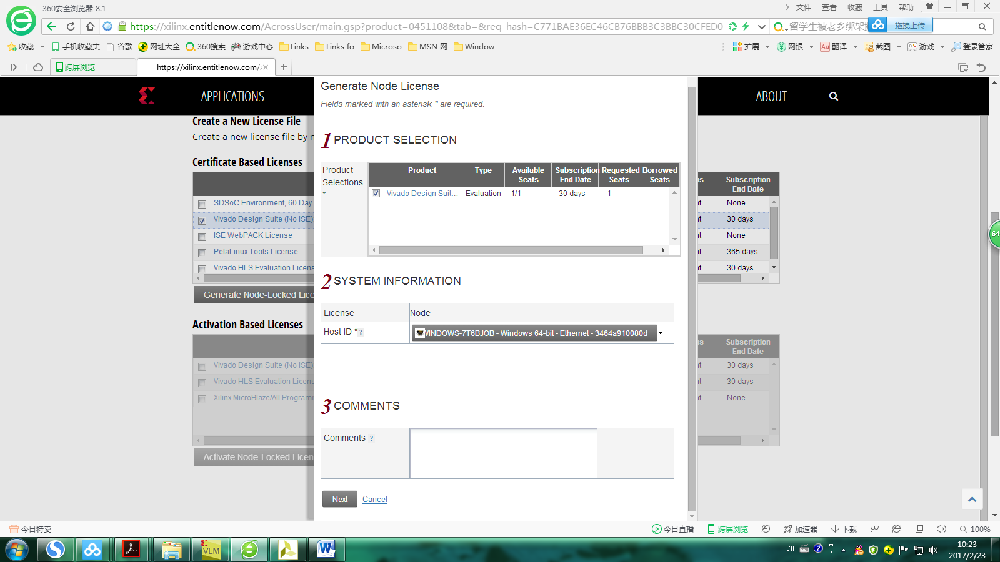 360安全浏览器 8.1
文件 查看 收藏 工具 帮助
https://xilinx.entitlenow.com/AcrossUser/main.gsp?product=0451108&tab=&req_hash=C771BAE36EC46CB76BBB3C3BBC30CFED0
留学生被老乡绑架
拖拽上传
收藏 手机收藏夹 谷歌 网址大全 360搜索 游戏中心 Links Links fo Microso MSN 网 Window
扩展 网银 翻译 截图 游戏 登录管家
跨屏浏览
https://xilinx.entitlenow.com/
APPLICATIONS
ABOUT
Create a New License File
Create a new license file by
Certificate Based Licenses
Subscription
End Date
SDSoC Environment, 60 Day
None
Vivado Design Suite (No ISE)
30 days
ISE WebPACK License
None
PetaLinux Tools License
365 days
Vivado HLS Evaluation Licens
30 days
Generate Node-Locked Lice
Activation Based Licenses
Subscription
End Date
Vivado Design Suite (No ISE)
30 days
Vivado HLS Evaluation Licens
30 days
Xilinx MicroBlaze/All Program
None
Activate Node-Locked Licen
Generate Node License
Fields marked with an asterisk * are required.
1 PRODUCT SELECTION
Product
Selections
*
Product Type Available Seats Subscription End Date Requested Seats Borrowed Seats
Vivado Design Suit... Evaluation 1/1 30 days 1
2 SYSTEM INFORMATION
License Node
Host ID * ?
WINDOWS-7T6BJOB - Windows 64-bit - Ethernet - 3464a910080d
3 COMMENTS
Comments ?
Next Cancel
64
今日特卖
今日直播 跨屏浏览 加速器 下载 100%
VLM
CH
10:23
2017/2/23